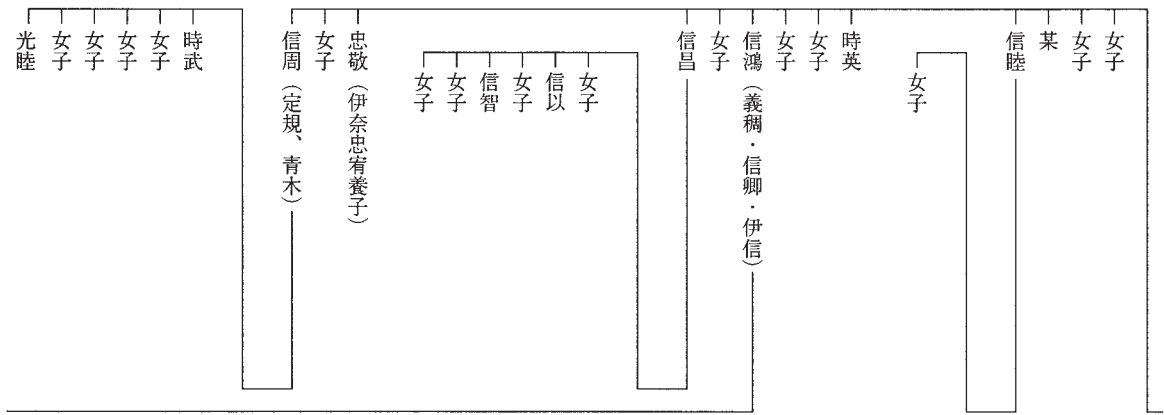 女子
女子
某
信睦
女子
時英
女子
女子
信鴻（義稠・信卿・伊信）
女子
信昌
女子
信以
女子
信智
女子
女子
忠敬（伊奈忠宥養子）
女子
信周（定規、青木）
時武
女子
女子
女子
女子
光睦